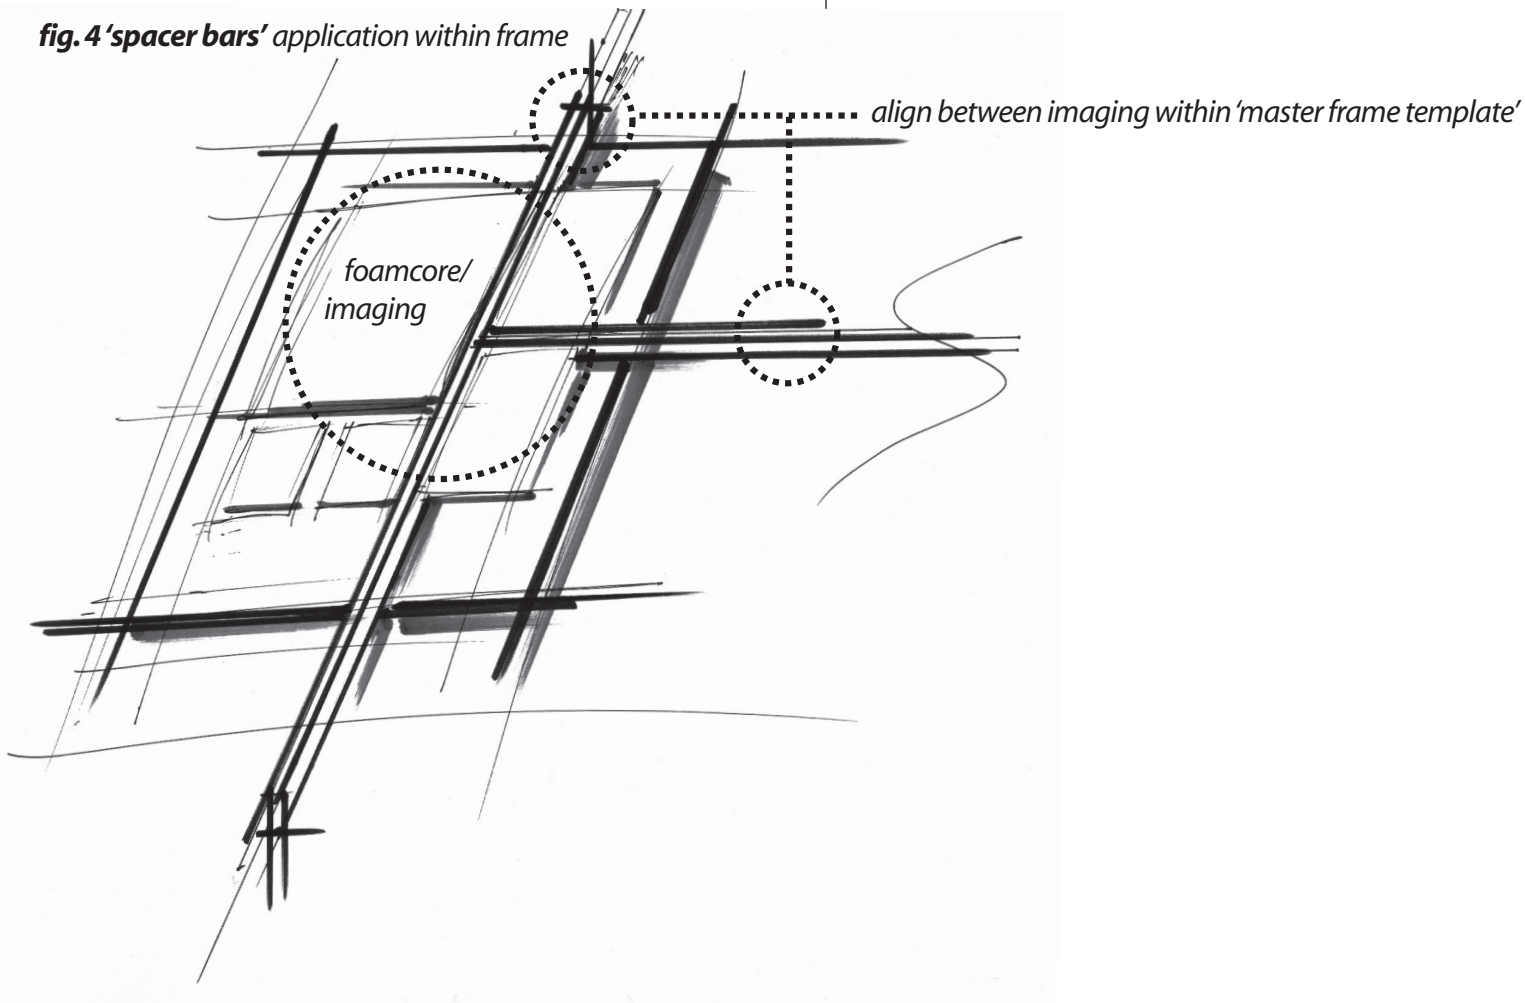 fig. 4 ‘spacer bars’ application within frame
align between imaging within ‘master frame template’
foamcore/
imaging